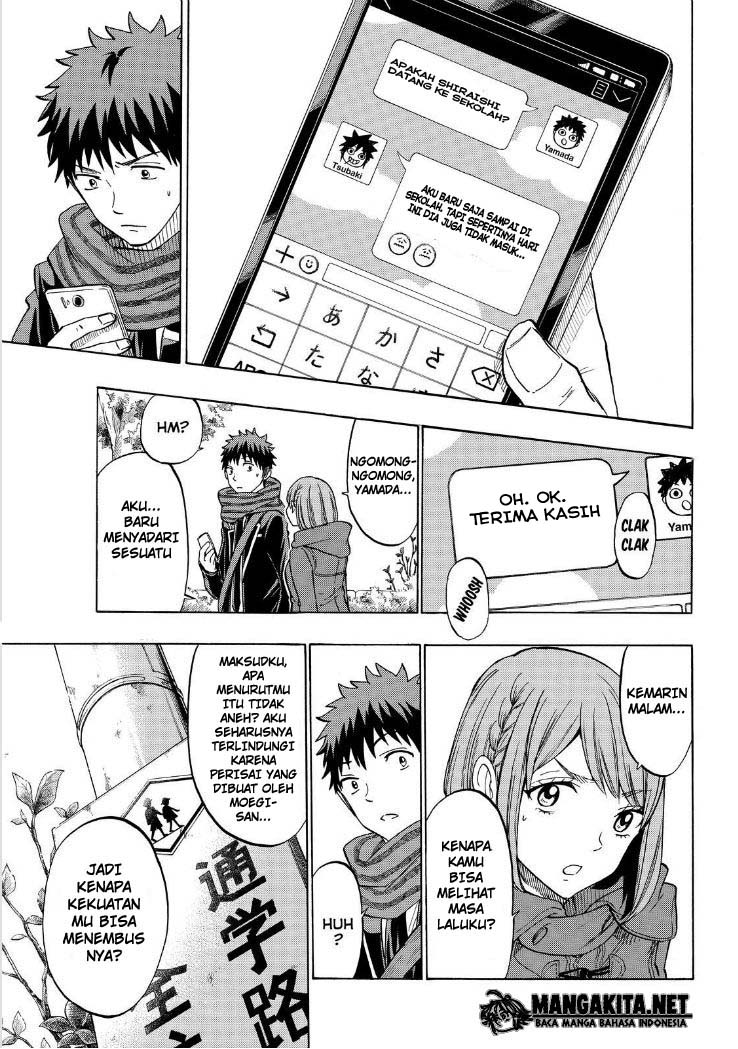 APAKAH SHIRAISHI
DATANG KE
SEKOLAH?
Yamada
Tsubaki
AKU BARU SAJA SAMPAI DI
SEKOLAH. TAPI SEPERTINYA HARI
INI DIA JUGA TIDAK MASUK...
→
あ
か
さ
た
な
ABC
OH. OK.
TERIMA KASIH
Yam
CLAK
CLAK
WHOOSH
NGOMONG-
NGOMONG,
YAMADA...
HM?
AKU...
BARU
MENYADARI
SESUATU
KEMARIN
MALAM...
KENAPA
KAMU
BISA
MELIHAT
MASA
LALUKU?
HUH
?
MAKSUDKU,
APA
MENURUTMU
ITU TIDAK
ANEH? AKU
SEHARUSNYA
TERLINDUNGI
KARENA
PERISAI YANG
DIBUAT OLEH
MOEGI-
SAN...
JADI
KENAPA
KEKUATAN
MU BISA
MENEMBUS
NYA?
通学路
全
MANGAKITA.NET
BACA MANGA BAHASA INDONESIA